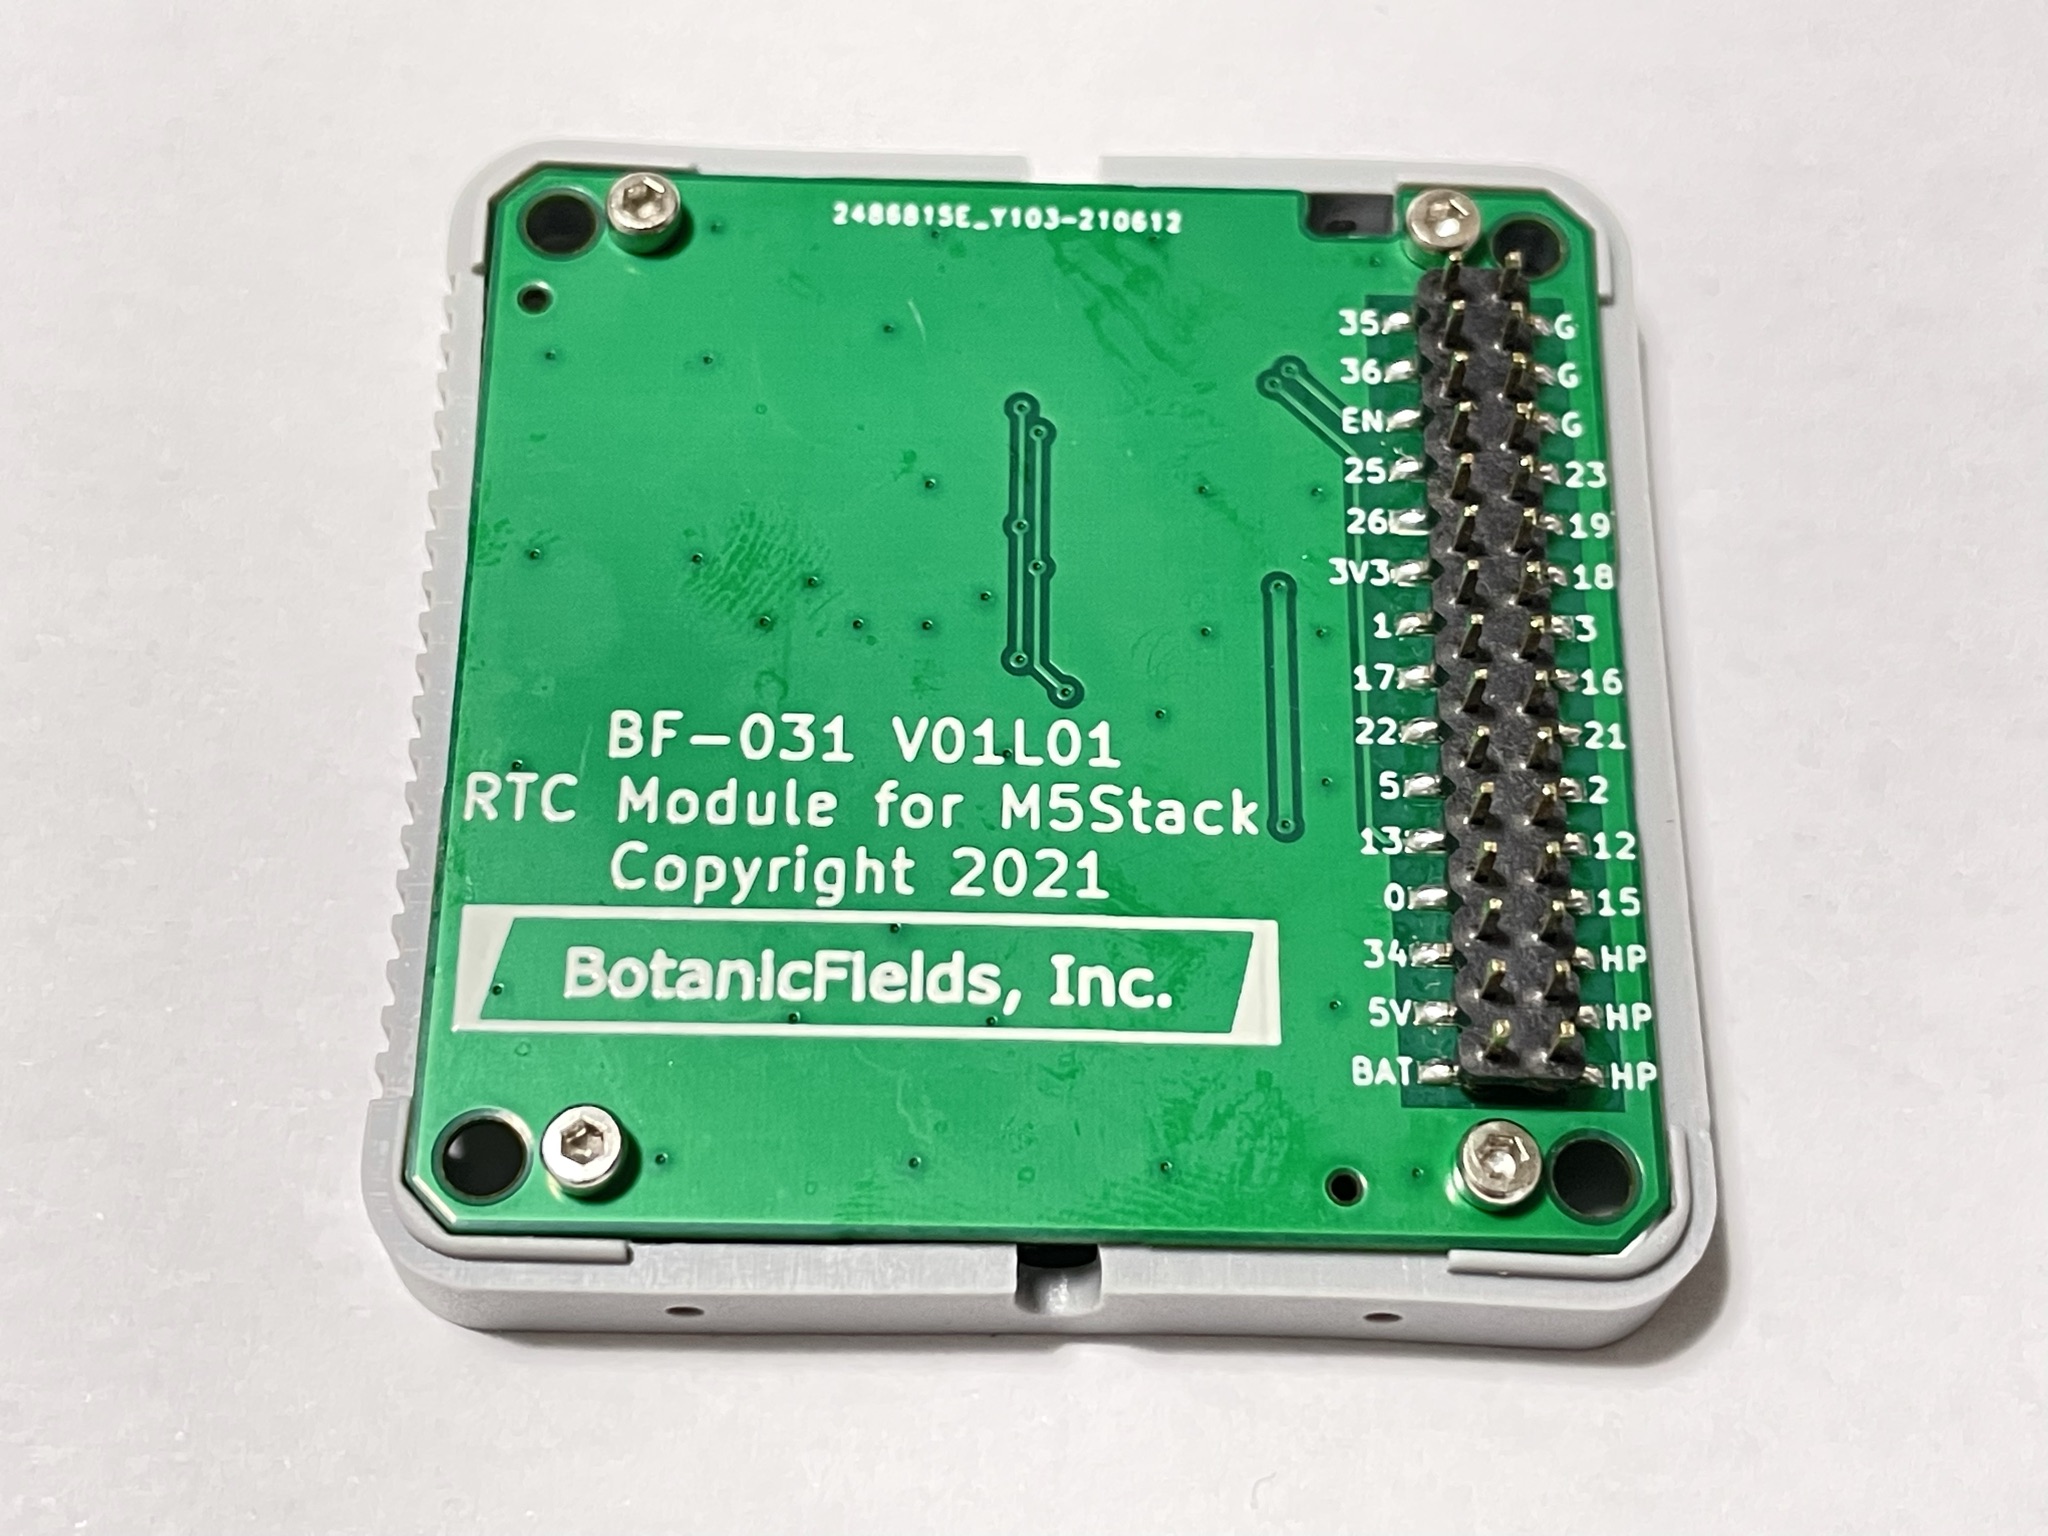 2486815E_Y103-210612
35 G
36 G
EN G
25 23
26 19
3V3 18
1 3
17 16
22 21
5 2
13 12
0 15
34 HP
5V HP
BAT HP
BF-031 V01L01
RTC Module for M5Stack
Copyright 2021
BotanicFields, Inc.